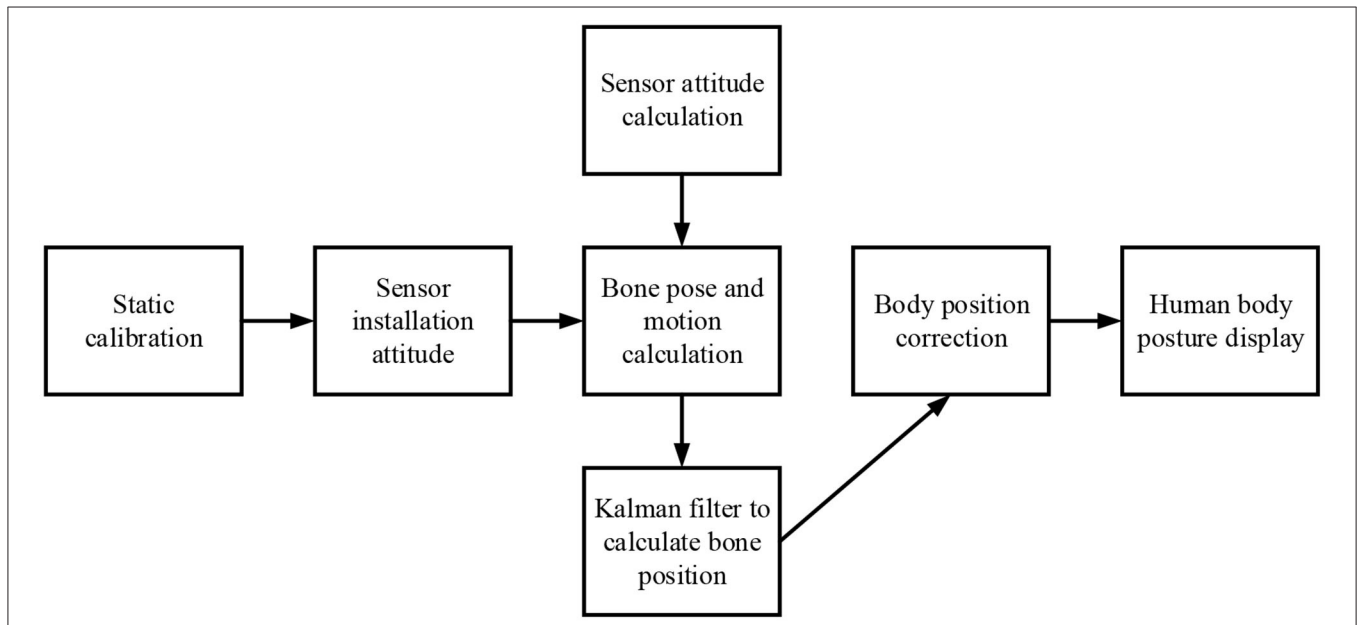 Sensor attitude
calculation
Static
calibration
Sensor
installation
attitude
Bone pose and
motion
calculation
Body position
correction
Human body
posture display
Kalman filter to
calculate bone
position